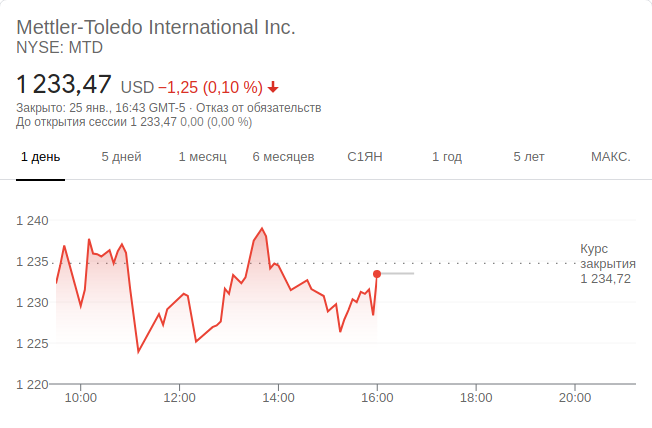 Mettler-Toledo International Inc.
NYSE: MTD
1 233,47 USD −1,25 (0,10 %)
Закрыто: 25 янв., 16:43 GMT-5 · Отказ от обязательств
До открытия сессии 1 233,47 0,00 (0,00 %)
1 день 5 дней 1 месяц 6 месяцев С1ЯН 1 год 5 лет МАКС.
1 240
1 235
1 230
1 225
1 220
Курс
закрытия
1 234,72
10:00 12:00 14:00 16:00 18:00 20:00